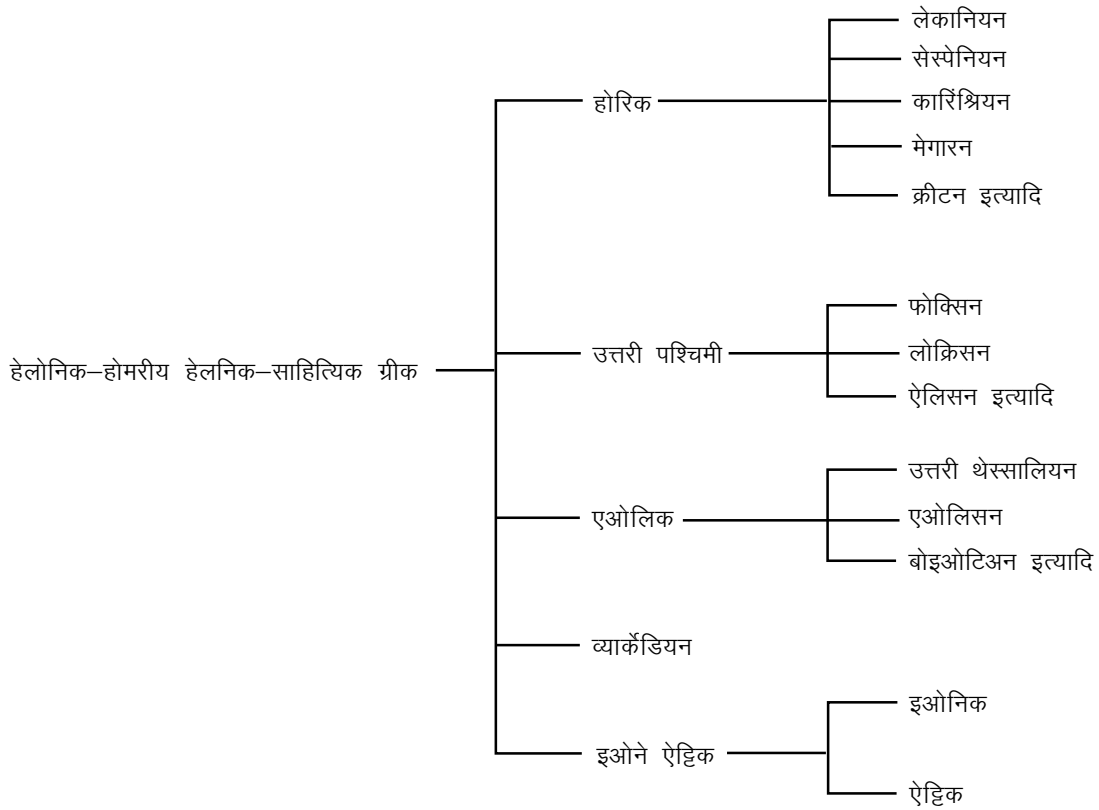 लेकानियन
सेस्पेनियन
होरिक
कारिंश्रियन
मेगारन
क्रीटन इत्यादि
फोक्सिन
उत्तरी पश्चिमी
लोक्रिसन
हेलोनिक–होमरीय हेलनिक–साहित्यिक ग्रीक
ऐलिसन इत्यादि
उत्तरी थेस्सालियन
एओलिक
एओलिसन
बोइओटिअन इत्यादि
व्यार्केडियन
इओनिक
इओने ऐट्टिक
ऐट्टिक